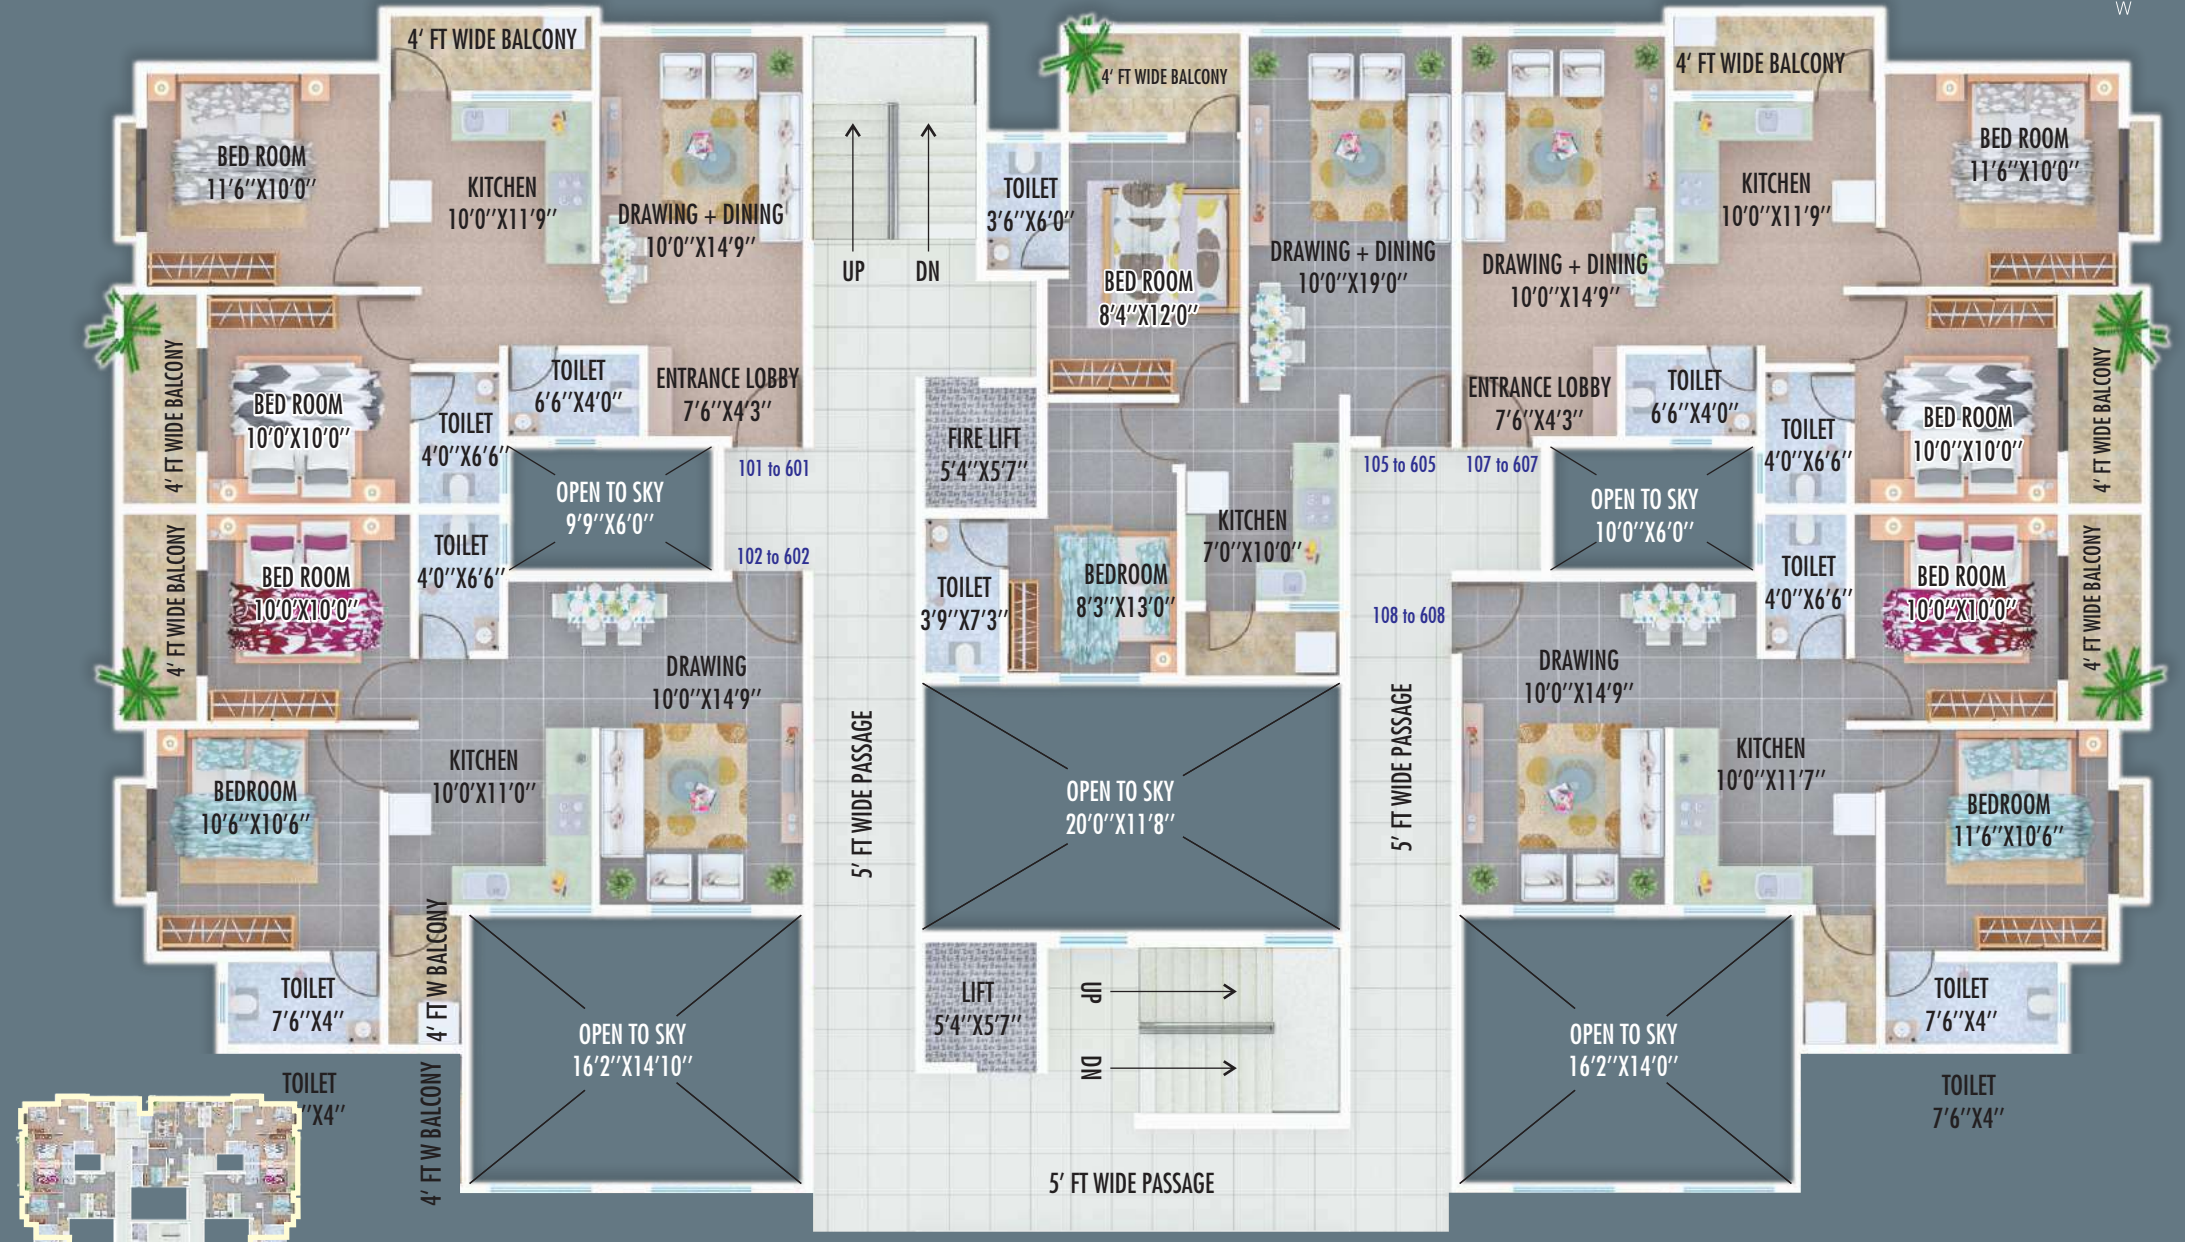 W
4' FT WIDE BALCONY
BED ROOM
11'6''X10'0''
KITCHEN
10'0''X11'9''
DRAWING + DINING
10'0''X14'9''
UP
DN
BED ROOM
10'0'X10'0''
4' FT WIDE BALCONY
TOILET
4'0''X6'6''
TOILET
6'6''X4'0''
ENTRANCE LOBBY
7'6''X4'3''
OPEN TO SKY
9'9''X6'0''
101 to 601
102 to 602
4' FT WIDE BALCONY
BED ROOM
10'0'X10'0''
TOILET
4'0''X6'6''
DRAWING
10'0''X14'9''
KITCHEN
10'0'X11'0''
BEDROOM
10'6''X10'6''
TOILET
7'6''X4''
4' FT W BALCONY
OPEN TO SKY
16'2''X14'10''
TOILET
''X4''
4' FT W BALCONY
5' FT WIDE PASSAGE
4' FT WIDE BALCONY
TOILET
3'6''X6'0''
BED ROOM
8'4''X12'0''
DRAWING + DINING
10'0''X19'0''
FIRE LIFT
5'4''X5'7''
TOILET
3'9''X7'3''
BEDROOM
8'3''X13'0''
KITCHEN
7'0''X10'0''
105 to 605
107 to 607
108 to 608
OPEN TO SKY
20'0''X11'8''
5' FT WIDE PASSAGE
LIFT
5'4''X5'7''
UP
DN
5' FT WIDE PASSAGE
4' FT WIDE BALCONY
DRAWING + DINING
10'0''X14'9''
KITCHEN
10'0''X11'9''
BED ROOM
11'6''X10'0''
ENTRANCE LOBBY
7'6''X4'3''
TOILET
6'6''X4'0''
TOILET
4'0''X6'6''
BED ROOM
10'0''X10'0''
4' FT WIDE BALCONY
OPEN TO SKY
10'0''X6'0''
TOILET
4'0''X6'6''
BED ROOM
10'0''X10'0''
4' FT WIDE BALCONY
DRAWING
10'0''X14'9''
KITCHEN
10'0''X11'7''
BEDROOM
11'6''X10'6''
TOILET
7'6''X4''
OPEN TO SKY
16'2''X14'0''
TOILET
7'6''X4''